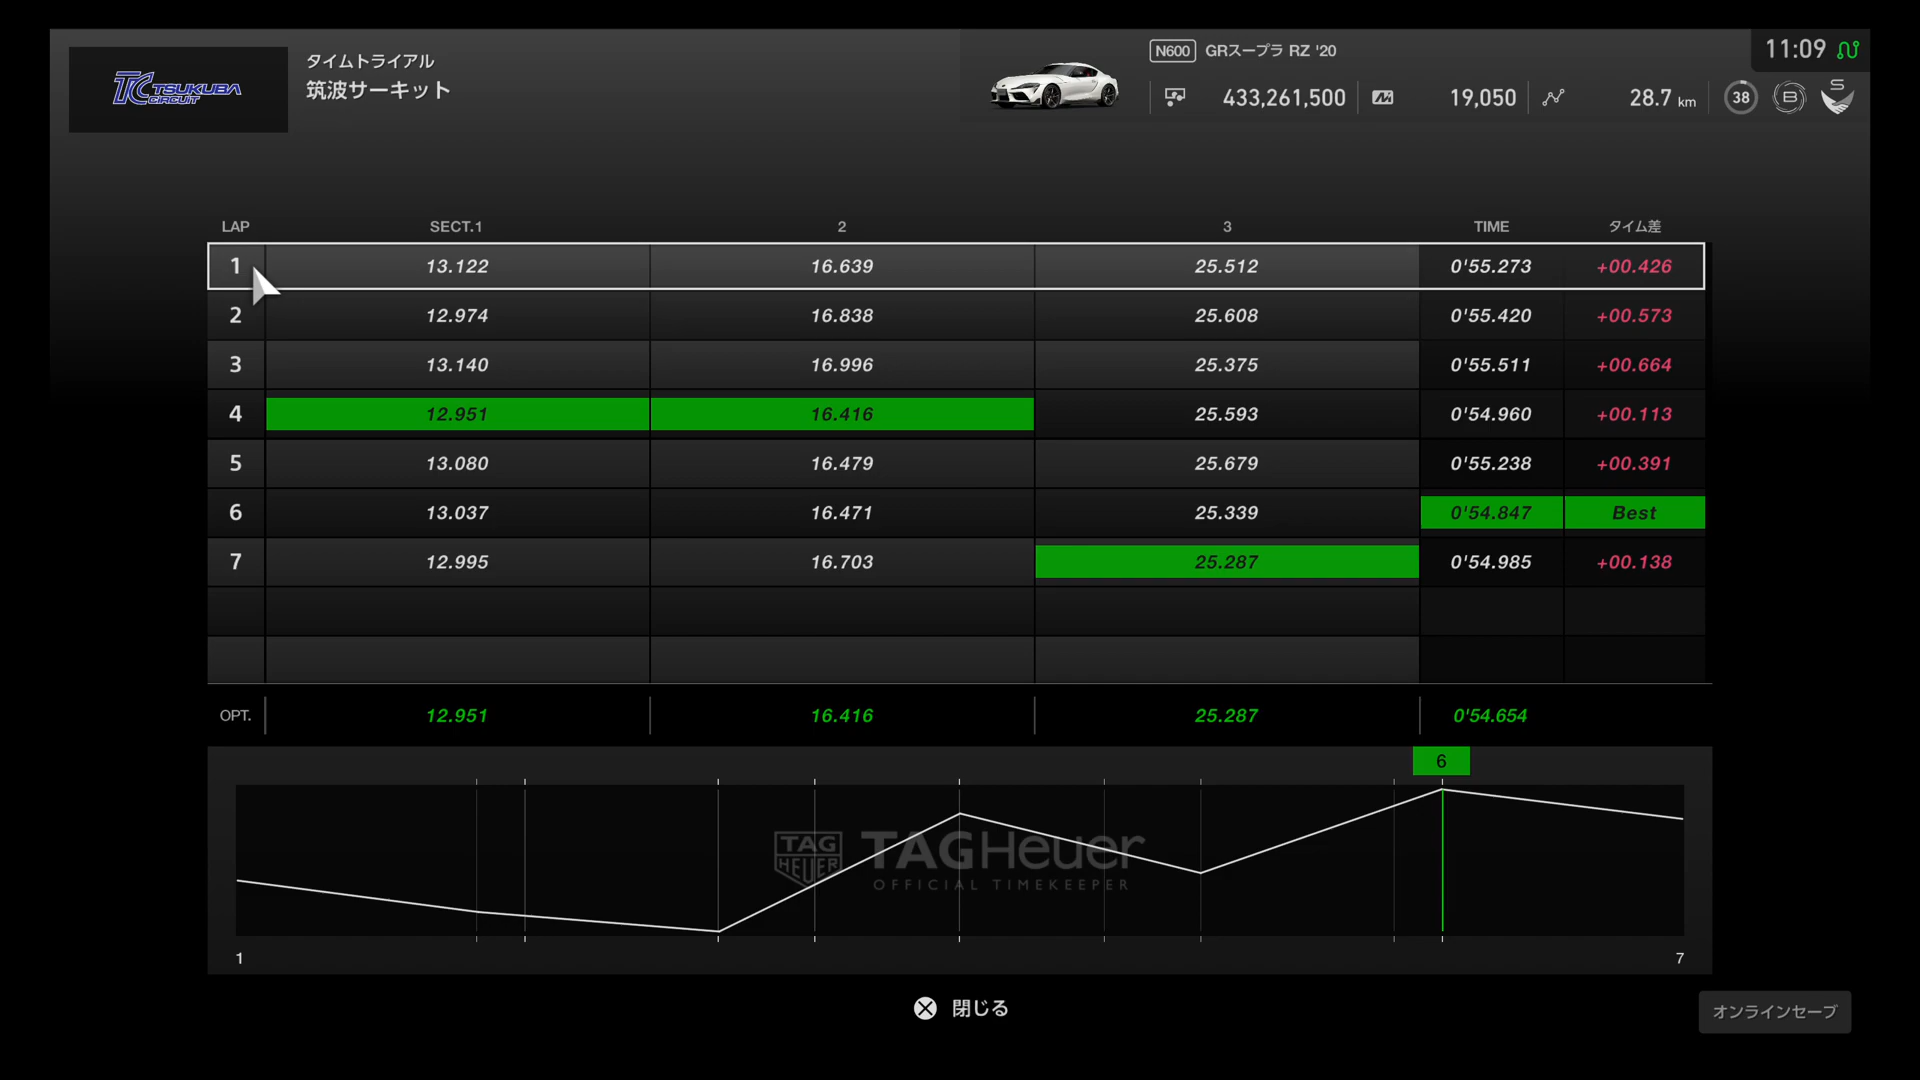 TC TSUKUBA CIRCUIT
タイムトライアル
筑波サーキット
N600 GRスープラ RZ '20
433,261,500 19,050 28.7 km 38 B S
11:09
LAP SECT.1 2 3 TIME タイム差
1 13.122 16.639 25.512 0'55.273 +00.426
2 12.974 16.838 25.608 0'55.420 +00.573
3 13.140 16.996 25.375 0'55.511 +00.664
4 12.951 16.416 25.593 0'54.960 +00.113
5 13.080 16.479 25.679 0'55.238 +00.391
6 13.037 16.471 25.339 0'54.847 Best
7 12.995 16.703 25.287 0'54.985 +00.138
OPT. 12.951 16.416 25.287 0'54.654
6
TAG HEUER TAGHeuer
OFFICIAL TIMEKEEPER
1 7
閉じる
オンラインセーブ